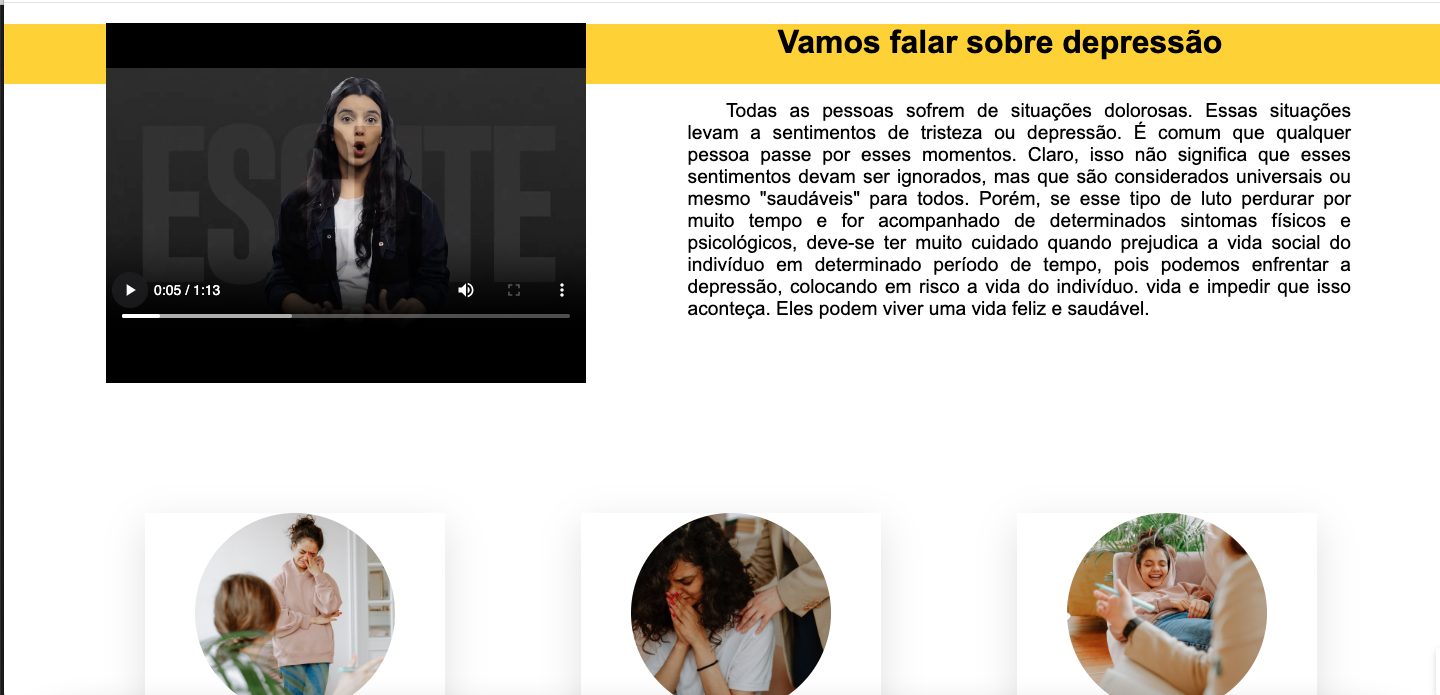 Vamos falar sobre depressão
Todas as pessoas sofrem de situações dolorosas. Essas situações
levam a sentimentos de tristeza ou depressão. É comum que qualquer
pessoa passe por esses momentos. Claro, isso não significa que esses
sentimentos devam ser ignorados, mas que são considerados universais ou
mesmo "saudáveis" para todos. Porém, se esse tipo de luto perdurar por
muito tempo e for acompanhado de determinados sintomas físicos e
psicológicos, deve-se ter muito cuidado quando prejudica a vida social do
indivíduo em determinado período de tempo, pois podemos enfrentar a
depressão, colocando em risco a vida do indivíduo. vida e impedir que isso
aconteça. Eles podem viver uma vida feliz e saudável.
0:05 / 1:13